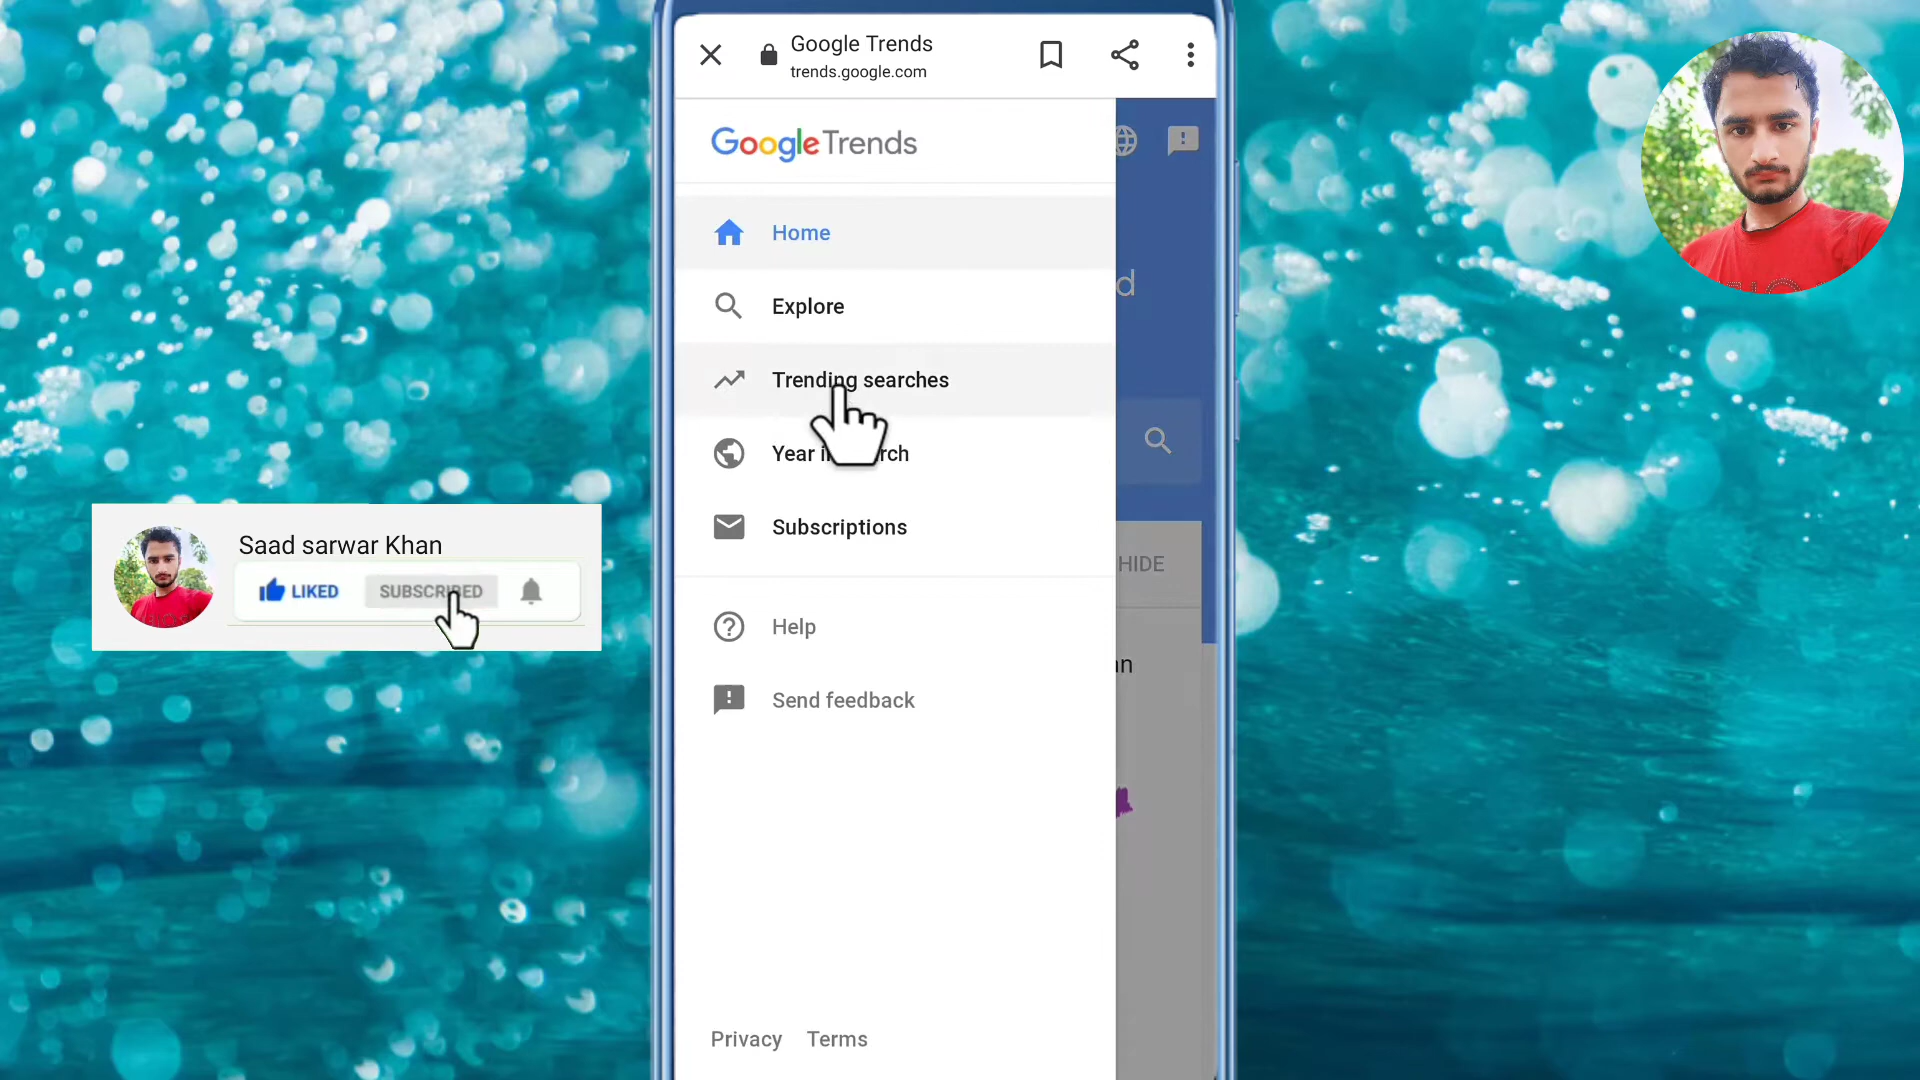 Google Trends
trends.google.com
Google Trends
Home
Explore
Trending searches
Subscriptions
HIDE
Help
Send feedback
Privacy Terms
Saad sarwar Khan
LIKED SUBSCRIBED